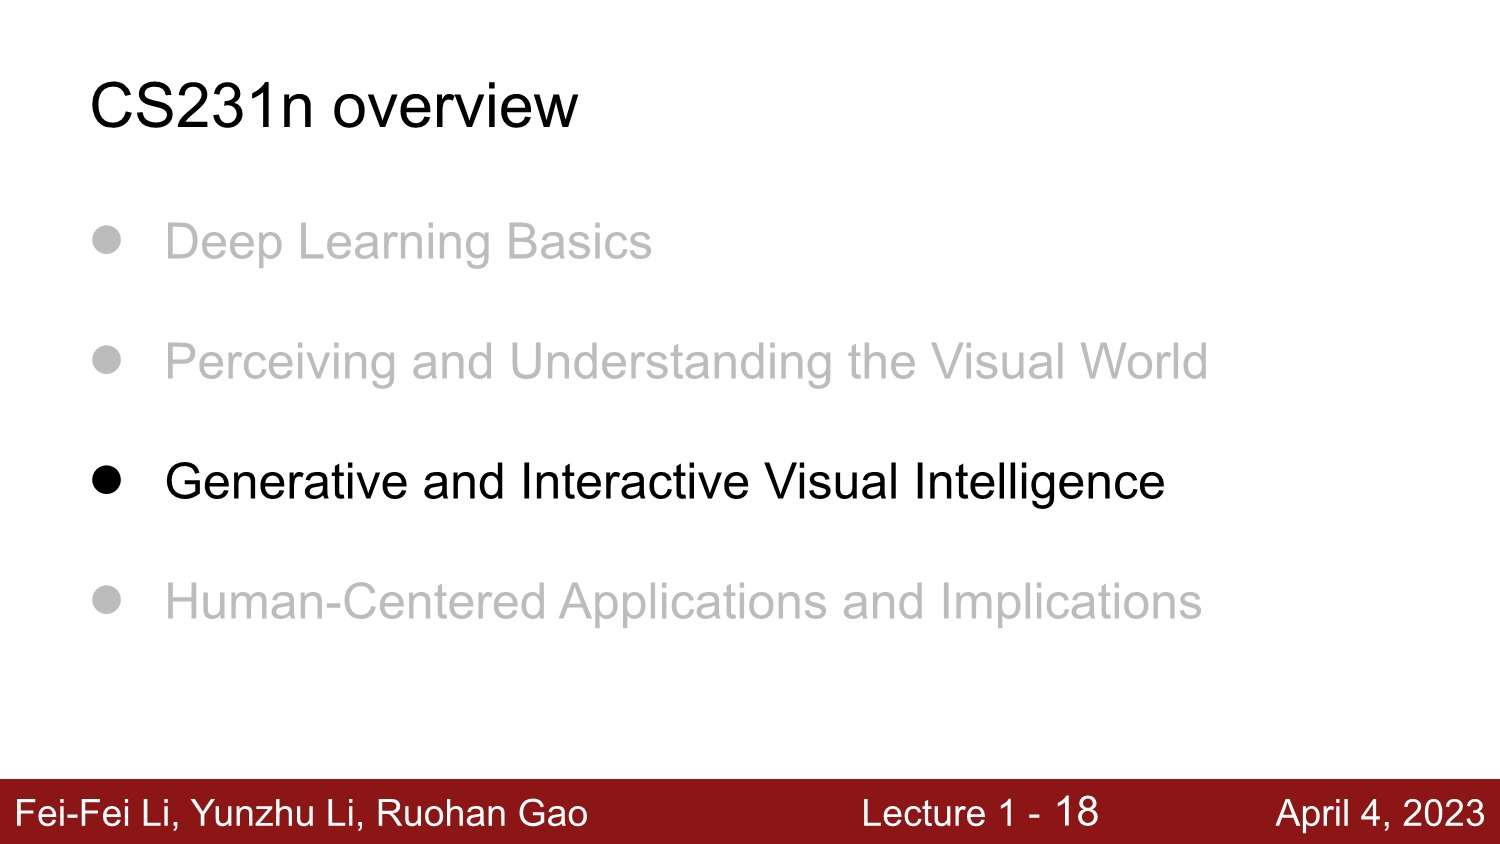 CS231n overview
● Deep Learning Basics
● Perceiving and Understanding the Visual World
● Generative and Interactive Visual Intelligence
● Human-Centered Applications and Implications
Fei-Fei Li, Yunzhu Li, Ruohan Gao Lecture 1 - 18 April 4, 2023